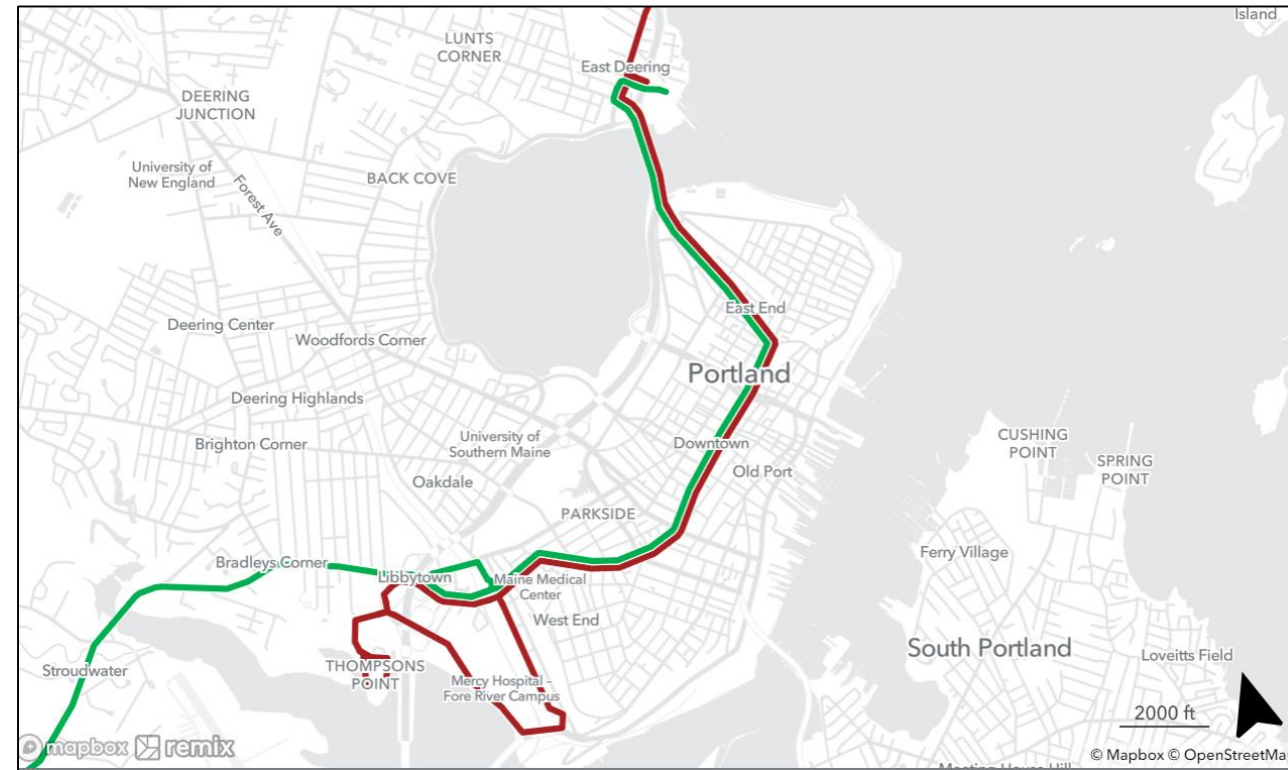 Island
LUNTS
CORNER
East Deering
DEERING
JUNCTION
University of
New England
Forest Ave
BACK COVE
East End
Deering Center
Woodfords Corner
Portland
Deering Highlands
Brighton Corner
University of
Southern Maine
Downtown
Old Port
CUSHING
POINT
SPRING
POINT
Oakdale
PARKSIDE
Ferry Village
Bradleys Corner
Libbytown
Maine Medical
Center
West End
South Portland
Loveitts Field
Stroudwater
THOMPSONS
POINT
Mercy Hospital –
Fore River Campus
2000 ft
mapbox remix
© Mapbox © OpenStreetMa
Meeting House Hill